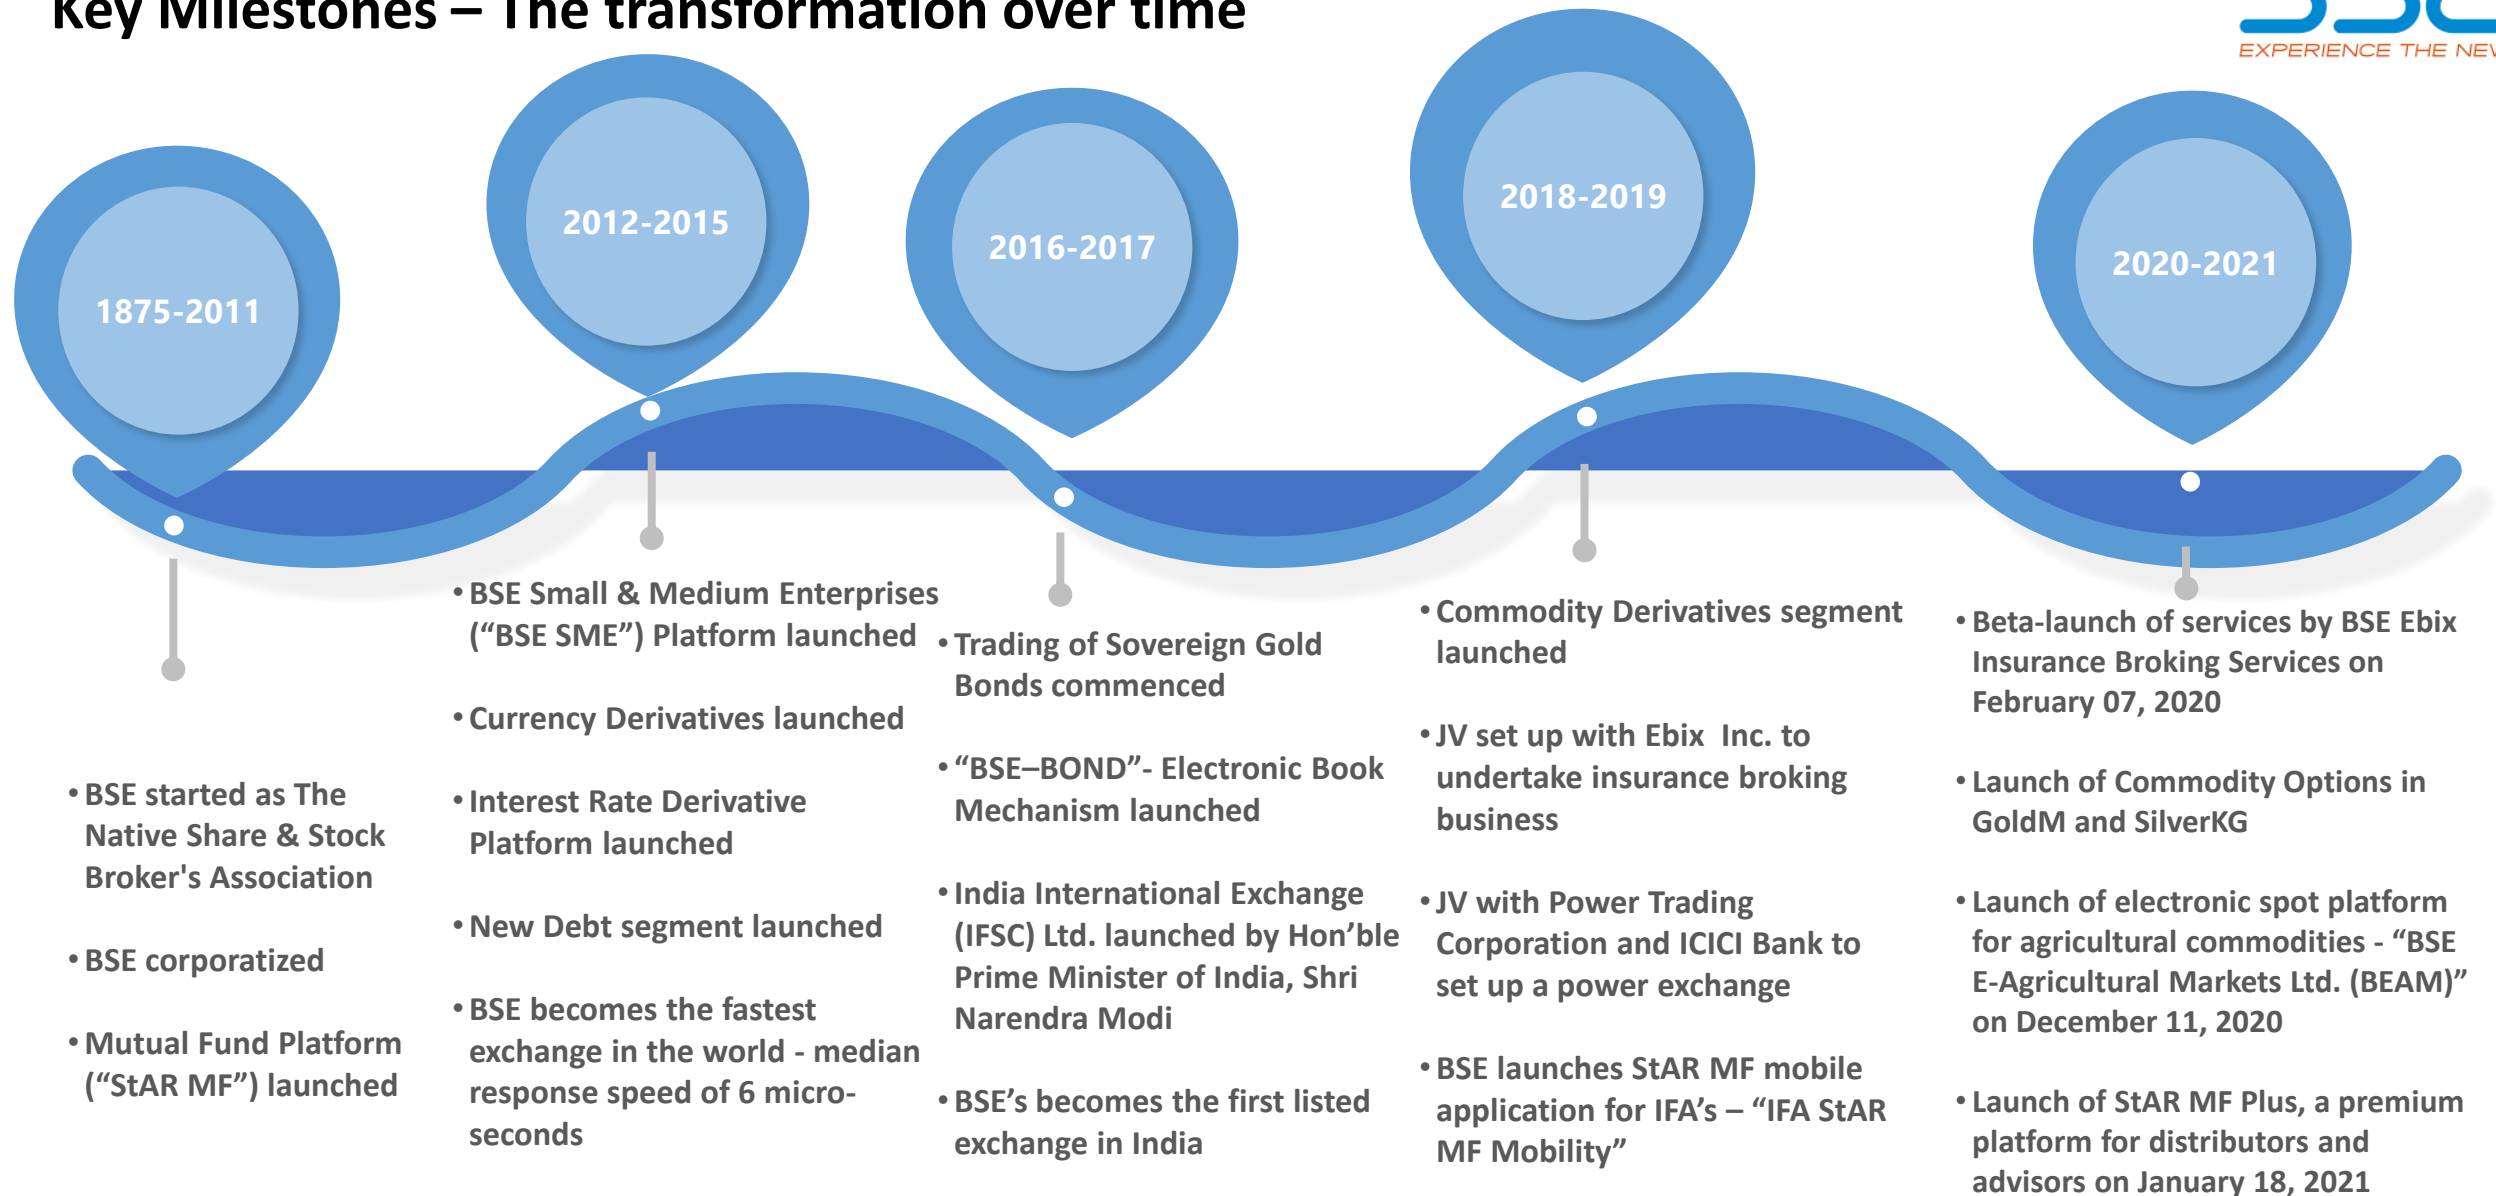 Key Milestones – The transformation over time
EXPERIENCE THE NEW
1875-2011
2012-2015
2016-2017
2018-2019
2020-2021
• BSE started as The
Native Share & Stock
Broker's Association
• BSE corporatized
• Mutual Fund Platform
(“StAR MF”) launched
• BSE Small & Medium Enterprises
(“BSE SME”) Platform launched
• Currency Derivatives launched
• Interest Rate Derivative
Platform launched
• New Debt segment launched
• BSE becomes the fastest
exchange in the world - median
response speed of 6 micro-
seconds
• Trading of Sovereign Gold
Bonds commenced
• “BSE–BOND”- Electronic Book
Mechanism launched
• India International Exchange
(IFSC) Ltd. launched by Hon’ble
Prime Minister of India, Shri
Narendra Modi
• BSE’s becomes the first listed
exchange in India
• Commodity Derivatives segment
launched
• JV set up with Ebix  Inc. to
undertake insurance broking
business
• JV with Power Trading
Corporation and ICICI Bank to
set up a power exchange
• BSE launches StAR MF mobile
application for IFA’s – “IFA StAR
MF Mobility”
• Beta-launch of services by BSE Ebix
Insurance Broking Services on
February 07, 2020
• Launch of Commodity Options in
GoldM and SilverKG
• Launch of electronic spot platform
for agricultural commodities - “BSE
E-Agricultural Markets Ltd. (BEAM)”
on December 11, 2020
• Launch of StAR MF Plus, a premium
platform for distributors and
advisors on January 18, 2021